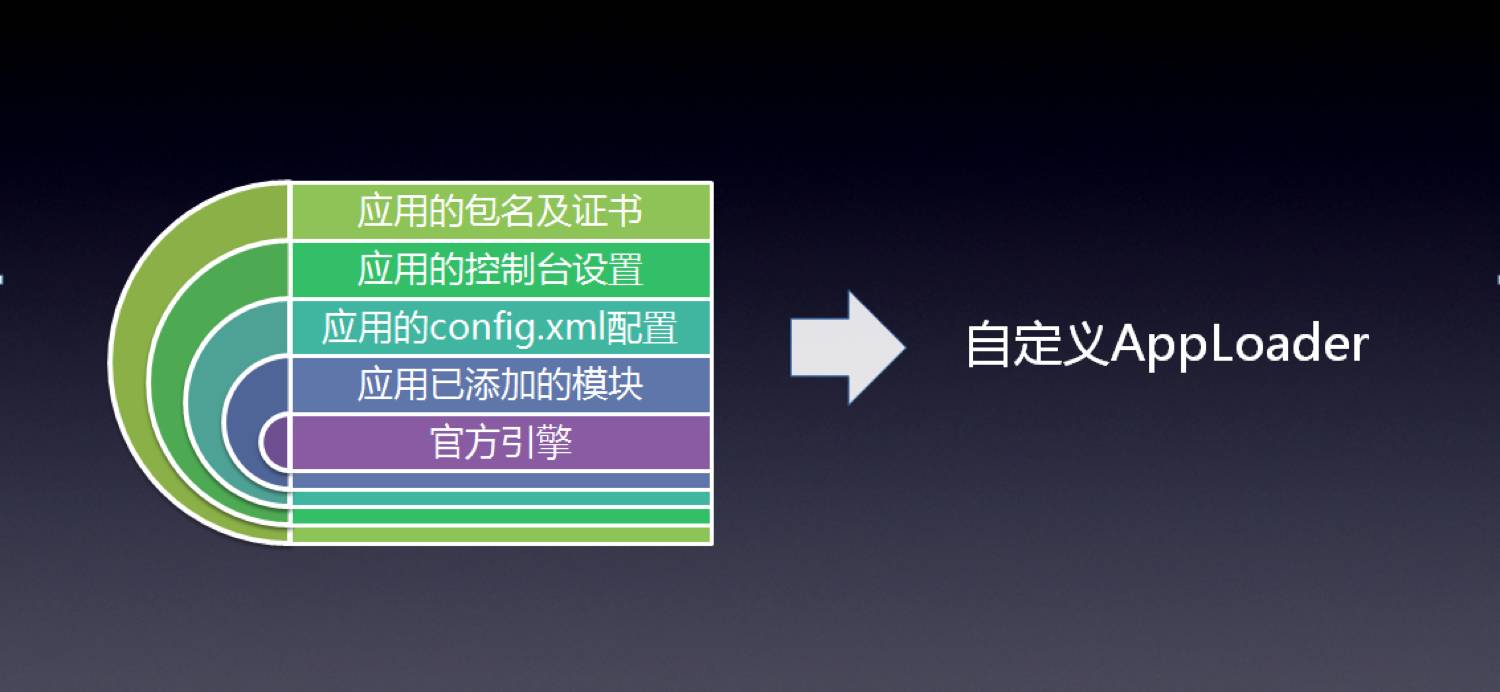 应用的包名及证书
应用的控制台设置
应用的config.xml配置
应用已添加的模块
官方引擎
自定义AppLoader